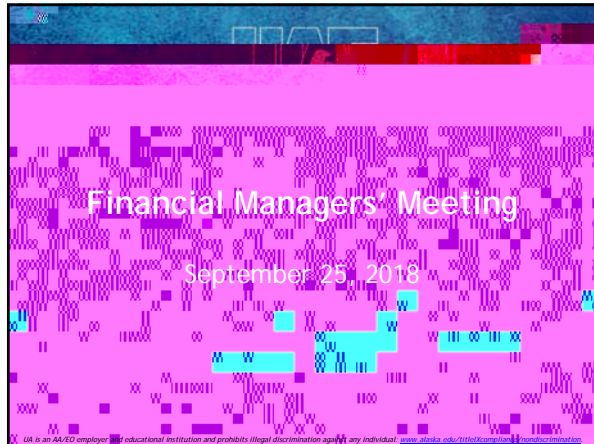 UAF
Financial Managers' Meeting
September 25, 2018
UA is an AA/EO employer and educational institution and prohibits illegal discrimination against any individual: www.alaska.edu/titleIXcompliance/nondiscrimination.